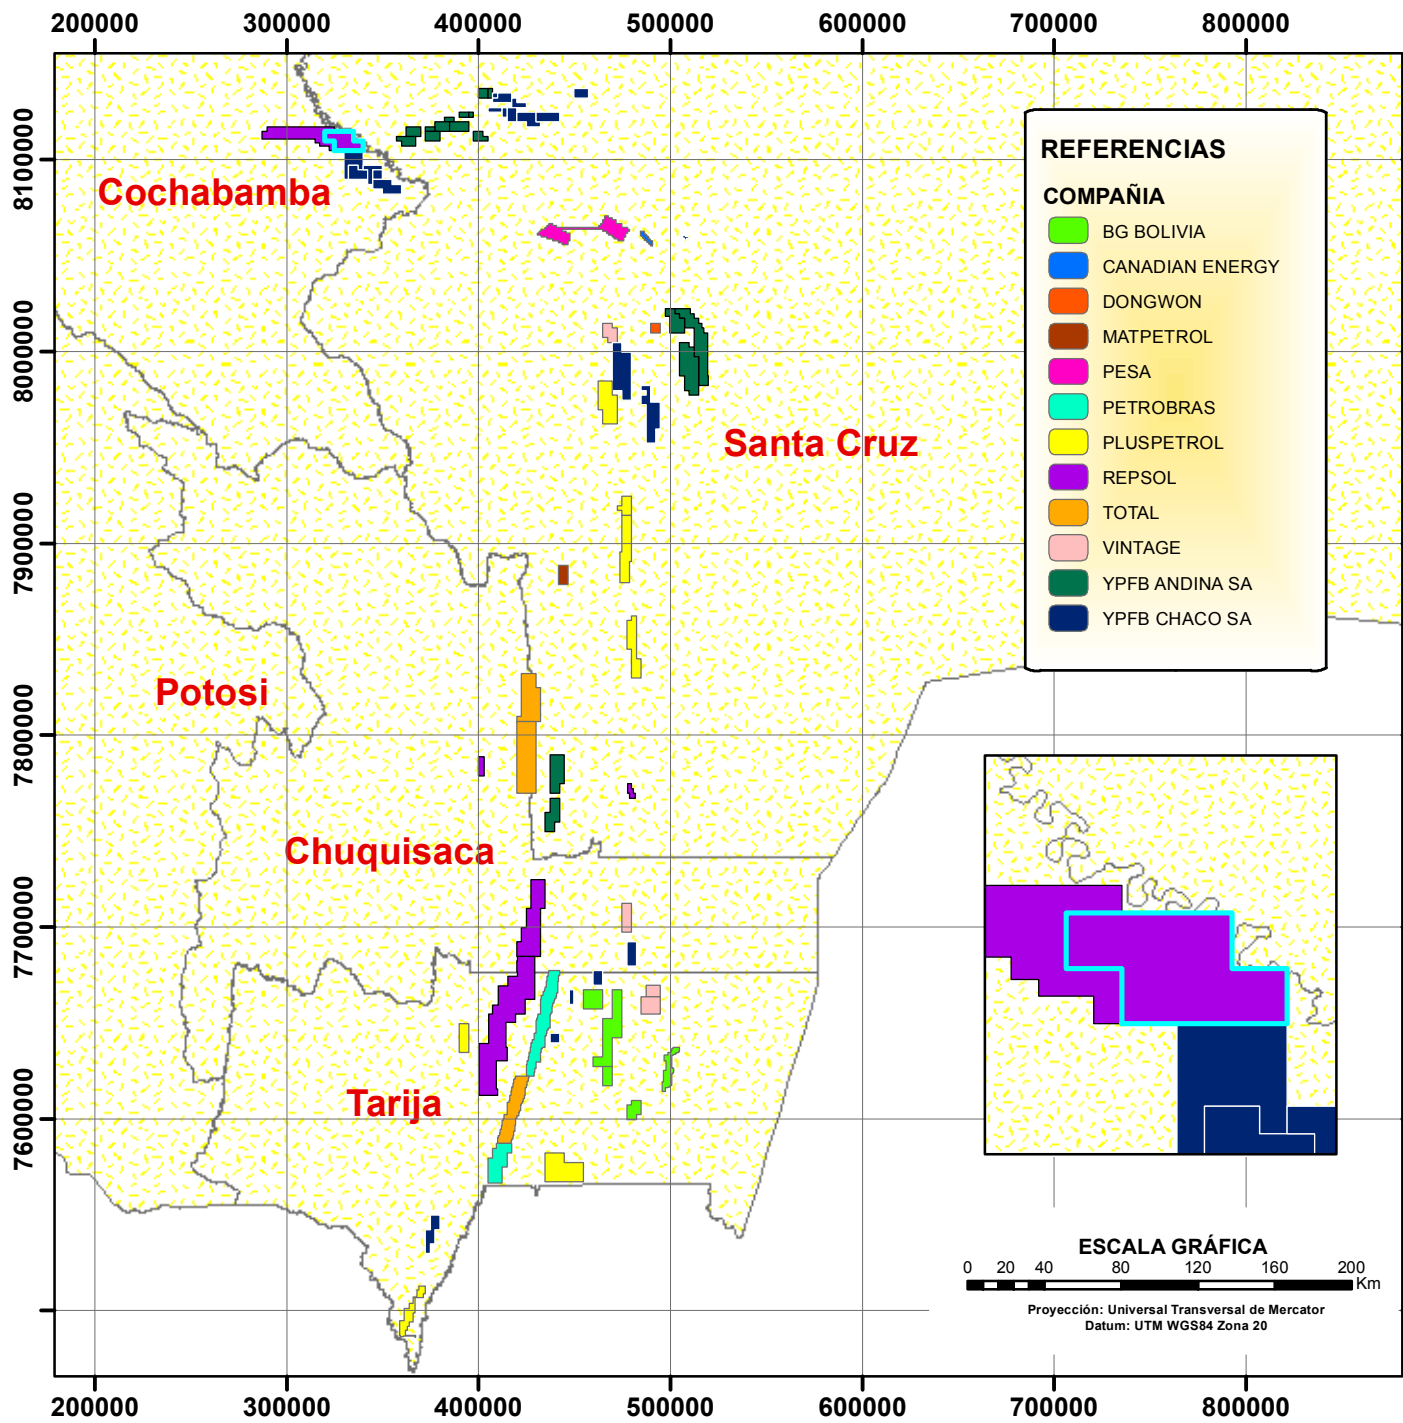 200000 300000 400000 500000 600000 700000 800000
8100000
8000000
7900000
7800000
7700000
7600000
Cochabamba
Santa Cruz
Potosi
Chuquisaca
Tarija
REFERENCIAS
COMPAÑIA
BG BOLIVIA
CANADIAN ENERGY
DONGWON
MATPETROL
PESA
PETROBRAS
PLUSPETROL
REPSOL
TOTAL
VINTAGE
YPFB ANDINA SA
YPFB CHACO SA
ESCALA GRÁFICA
0 20 40 80 120 160 200
Km
Proyección: Universal Transversal de Mercator
Datum: UTM WGS84 Zona 20
200000 300000 400000 500000 600000 700000 800000